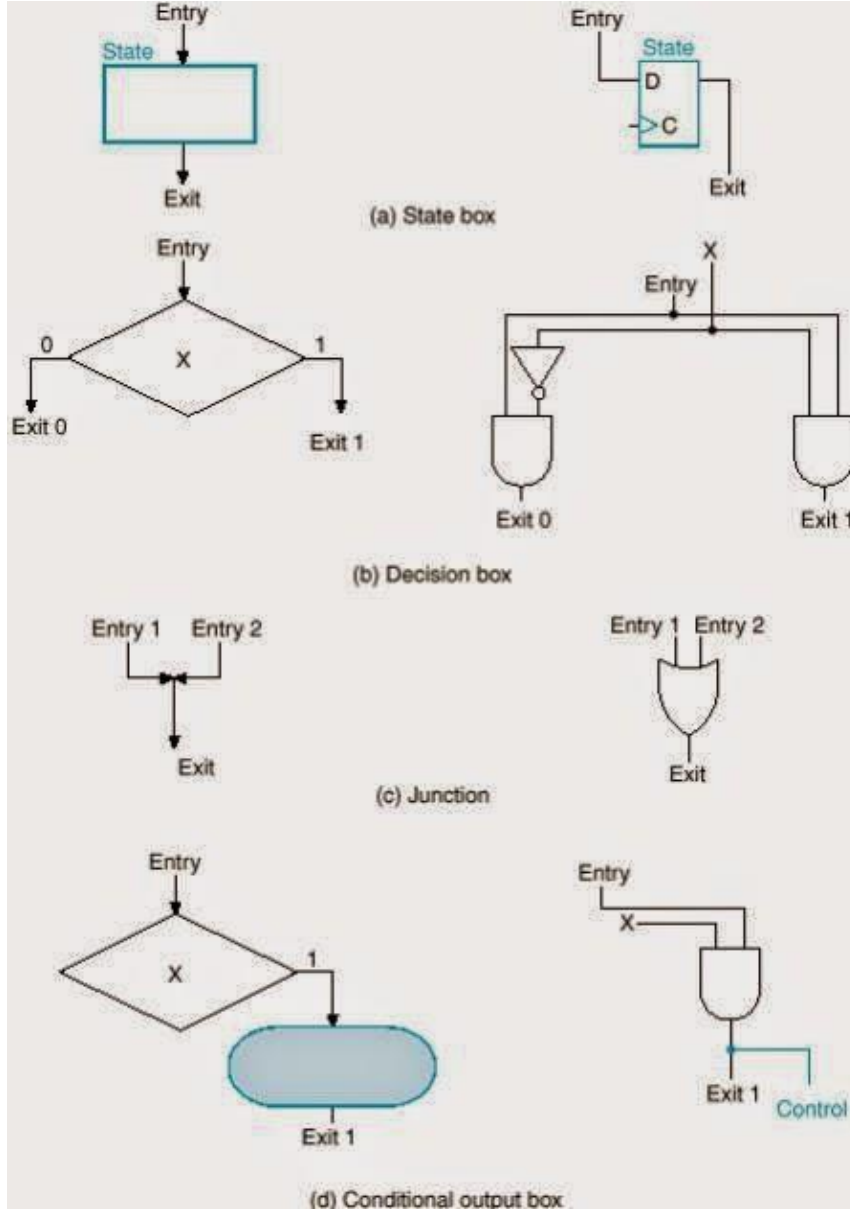 Entry
State
Exit
Entry
State
D
C
Exit
(a) State box
Entry
0
X
1
Exit 0
Exit 1
X
Entry
Exit 0
Exit 1
(b) Decision box
Entry 1 Entry 2
Exit
Entry 1 Entry 2
Exit
(c) Junction
Entry
X
1
Exit 1
Entry
X
Exit 1
Control
(d) Conditional output box